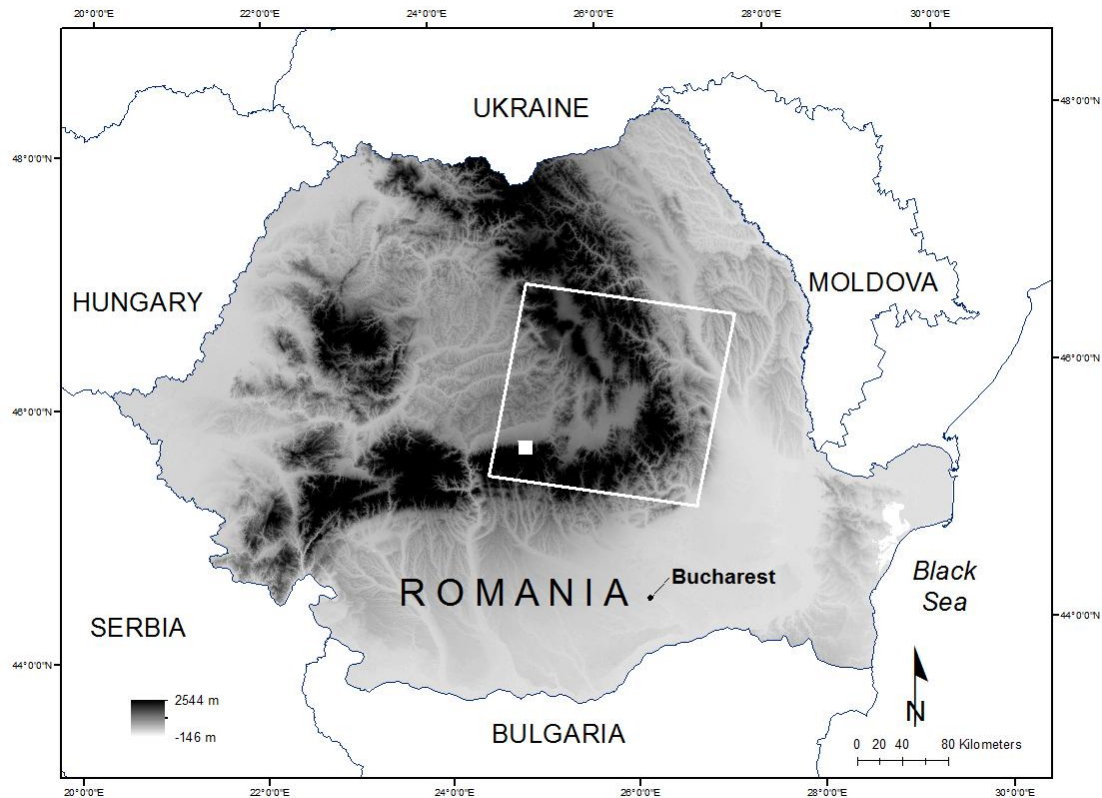 20°0'0"E 22°0'0"E 24°0'0"E 26°0'0"E 28°0'0"E 30°0'0"E
UKRAINE
48°0'0"N
48°0'0"N
MOLDOVA
HUNGARY
46°0'0"N
46°0'0"N
Bucharest
Black
Sea
ROMANIA
44°0'0"N
SERBIA
44°0'0"N
2544 m
-146 m
N
BULGARIA
0 20 40 80 Kilometers
20°0'0"E 22°0'0"E 24°0'0"E 26°0'0"E 28°0'0"E 30°0'0"E